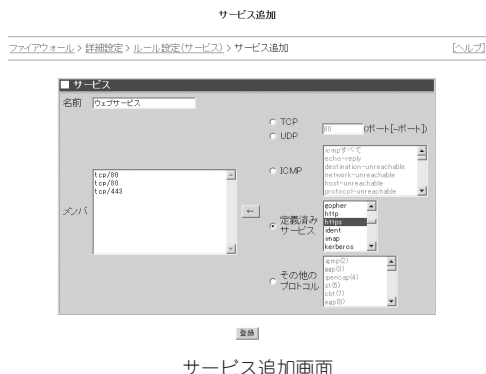 サービス追加
ファイアウォール > 詳細設定 > ルール設定(サービス) > サービス追加 [ヘルプ]
■ サービス
名前 ウェブサービス
TCP
UDP
80 (ポート[-ポート])
ICMP
icmpすべて
echo-reply
destination-unreachable
network-unreachable
host-unreachable
protocol-unreachable
メンバ
tcp/80
tcp/80
tcp/443
←
定義済み
サービス
gopher
http
https
ident
imap
kerberos
その他の
プロトコル
igmp(2)
ggp(3)
ipencap(4)
st(5)
cbt(7)
egp(8)
登録
サービス追加画面